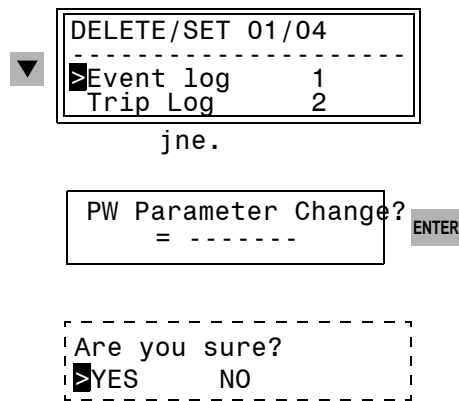 DELETE/SET 01/04
---------------------
>Event log 1
Trip Log 2
jne.
PW Parameter Change?
= -------
ENTER
Are you sure?
>YES NO